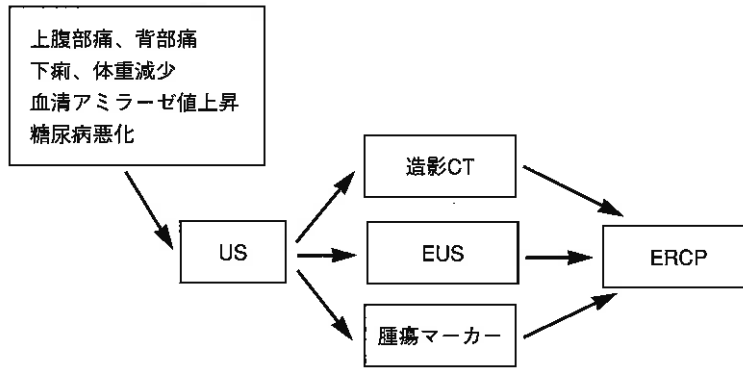 上腹部痛、背部痛
下痢、体重減少
血清アミラーゼ値上昇
糖尿病悪化
造影CT
US
EUS
ERCP
腫瘍マーカー